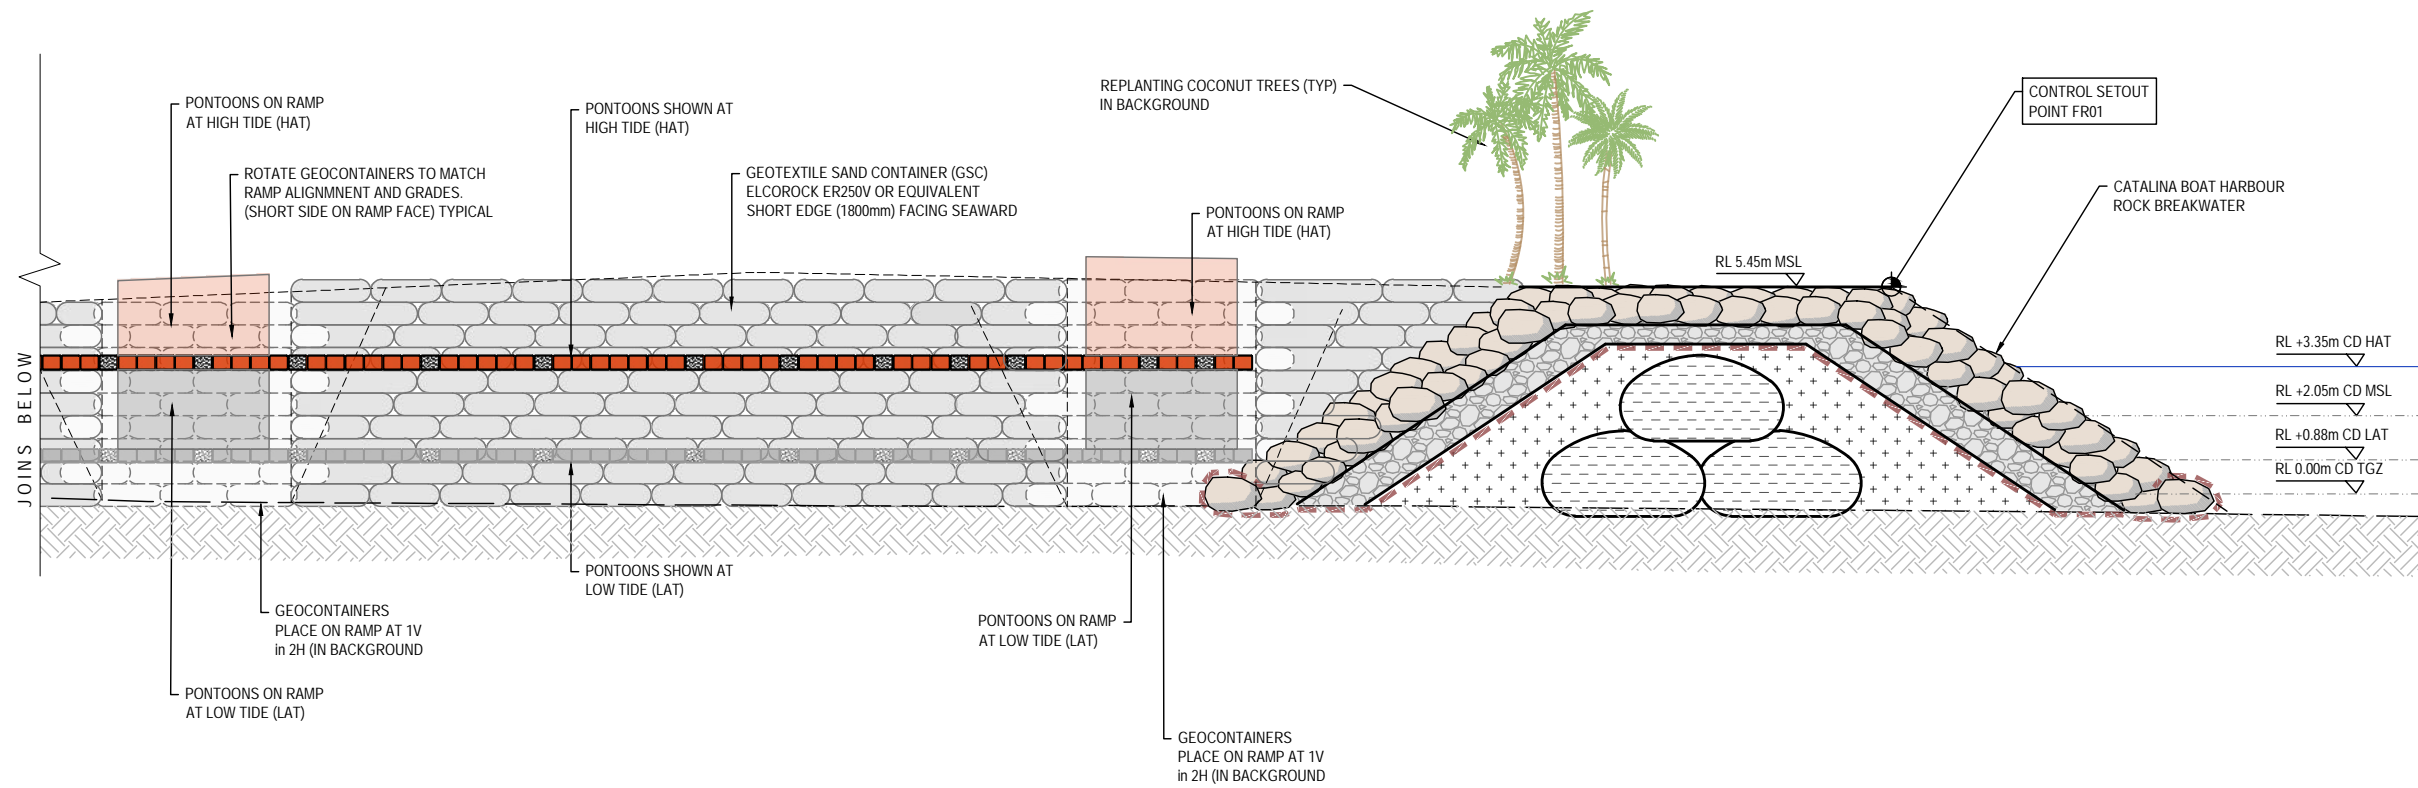 PONTOONS ON RAMP
AT HIGH TIDE (HAT)
ROTATE GEOCONTAINERS TO MATCH
RAMP ALIGNMNENT AND GRADES.
(SHORT SIDE ON RAMP FACE) TYPICAL
PONTOONS SHOWN AT
HIGH TIDE (HAT)
GEOTEXTILE SAND CONTAINER (GSC)
ELCOROCK ER250V OR EQUIVALENT
SHORT EDGE (1800mm) FACING SEAWARD
REPLANTING COCONUT TREES (TYP)
IN BACKGROUND
PONTOONS ON RAMP
AT HIGH TIDE (HAT)
CONTROL SETOUT
POINT FR01
CATALINA BOAT HARBOUR
ROCK BREAKWATER
RL 5.45m MSL
RL +3.35m CD HAT
RL +2.05m CD MSL
RL +0.88m CD LAT
RL 0.00m CD TGZ
JOINS BELOW
PONTOONS SHOWN AT
LOW TIDE (LAT)
GEOCONTAINERS
PLACE ON RAMP AT 1V
in 2H (IN BACKGROUND
PONTOONS ON RAMP
AT LOW TIDE (LAT)
PONTOONS ON RAMP
AT LOW TIDE (LAT)
GEOCONTAINERS
PLACE ON RAMP AT 1V
in 2H (IN BACKGROUND